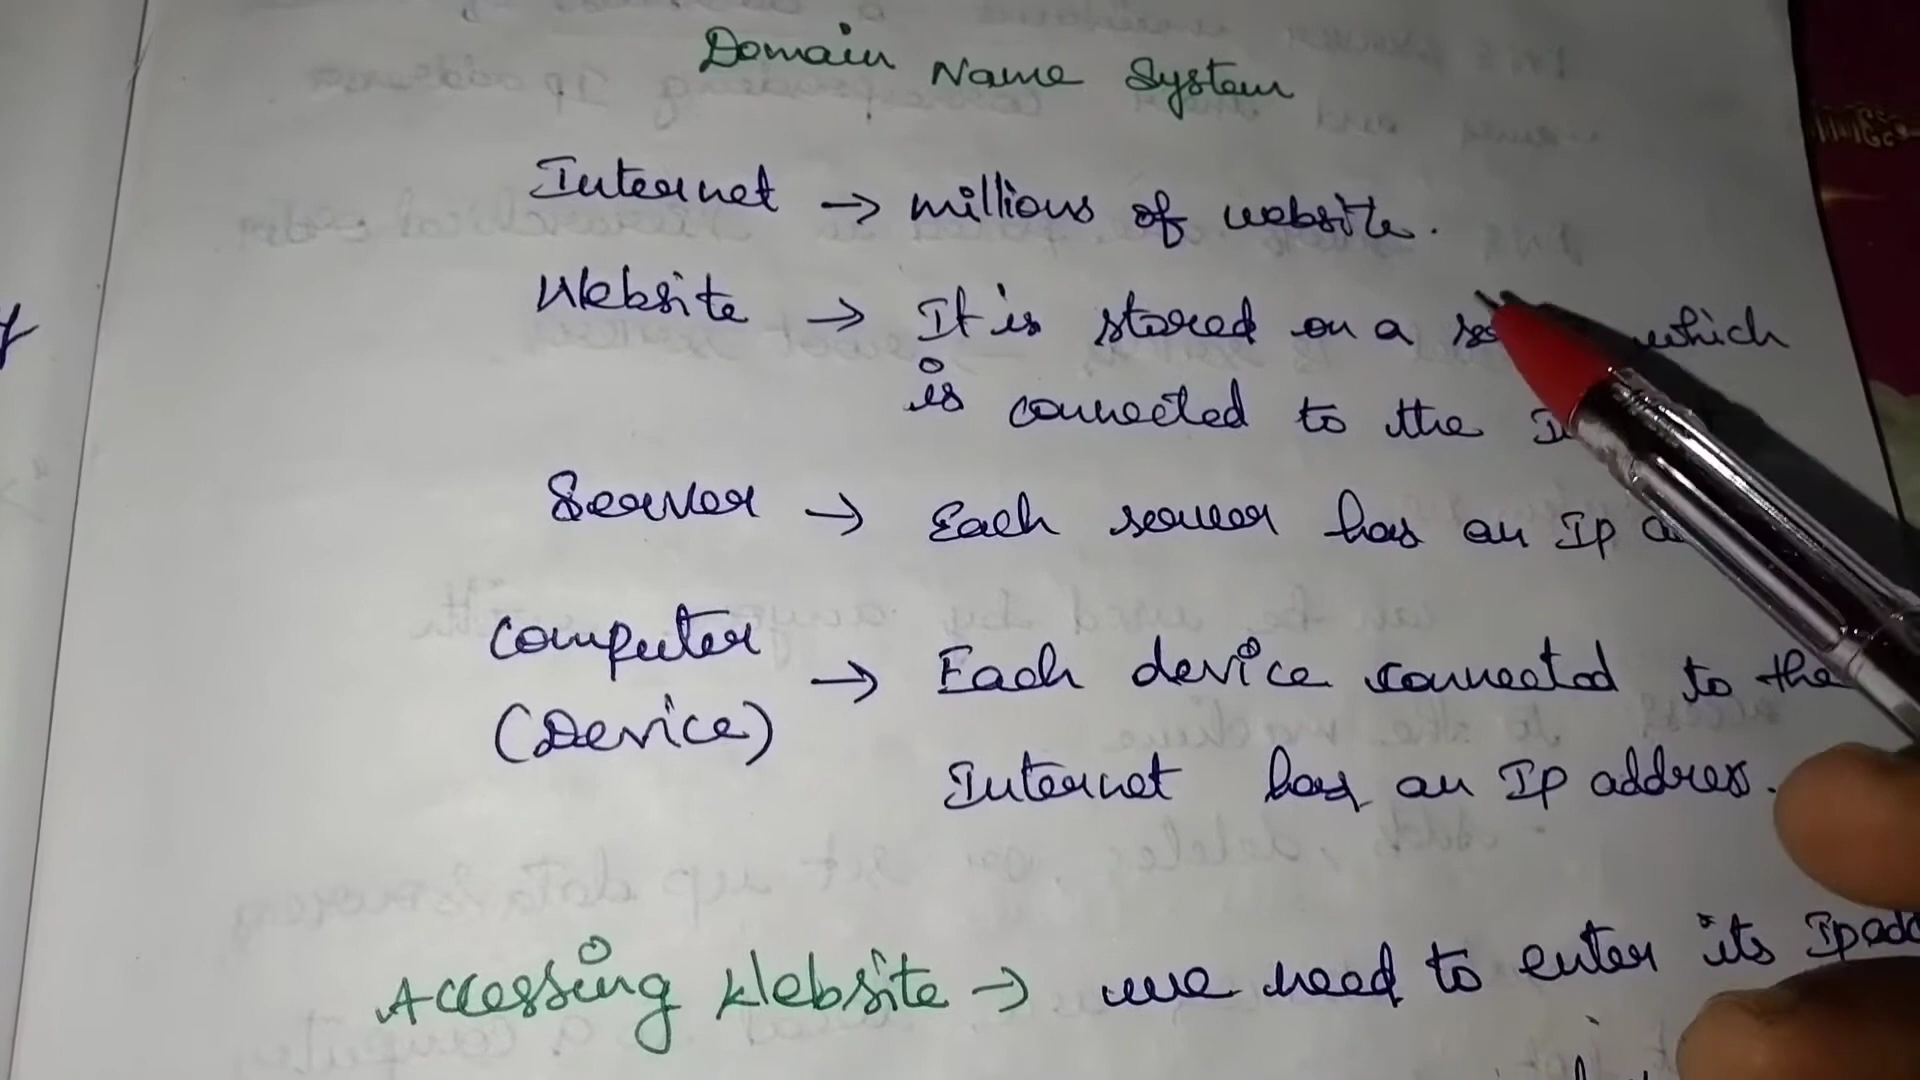 Domain Name System
Internet → millions of website.
Website → It is stored on a which
is connected to the
Server → Each server has an Ip
Computer
(Device) → Each device connected to the
Internet has an Ip address.
Accessing Website → we need to enter its Ip